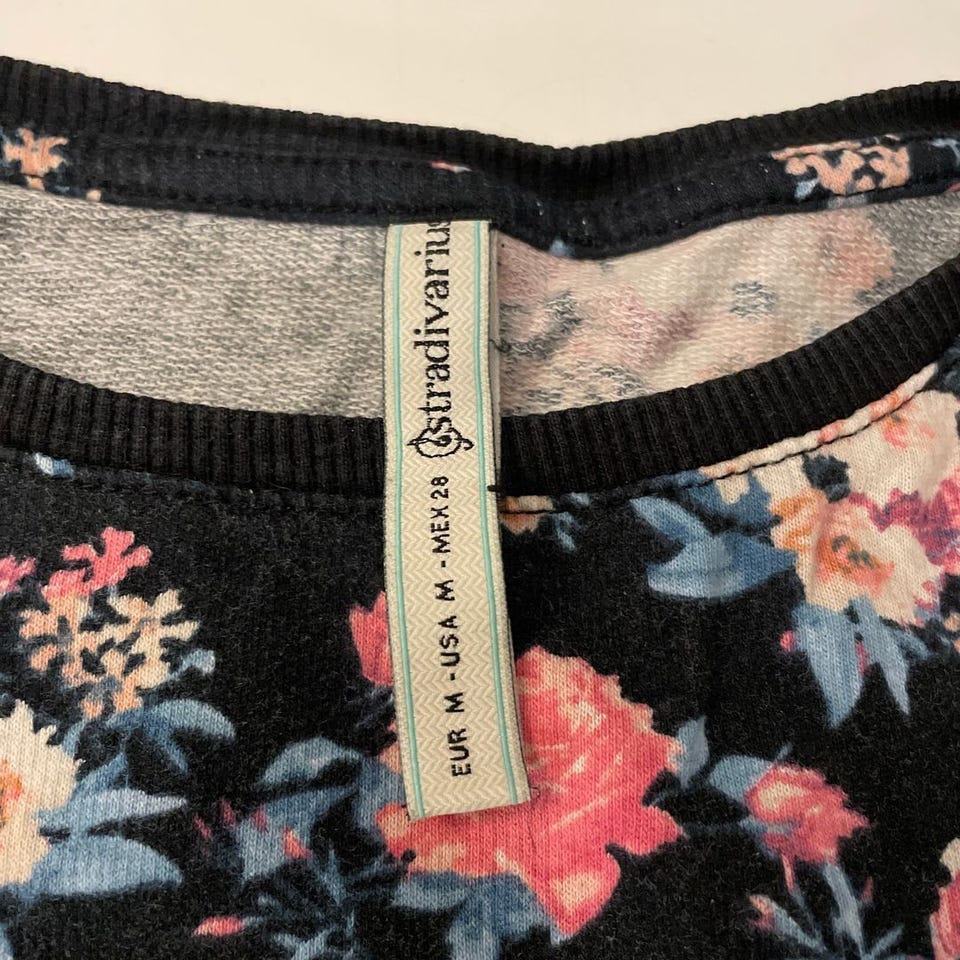 stradivarius
EUR M - USA M - MEX 28